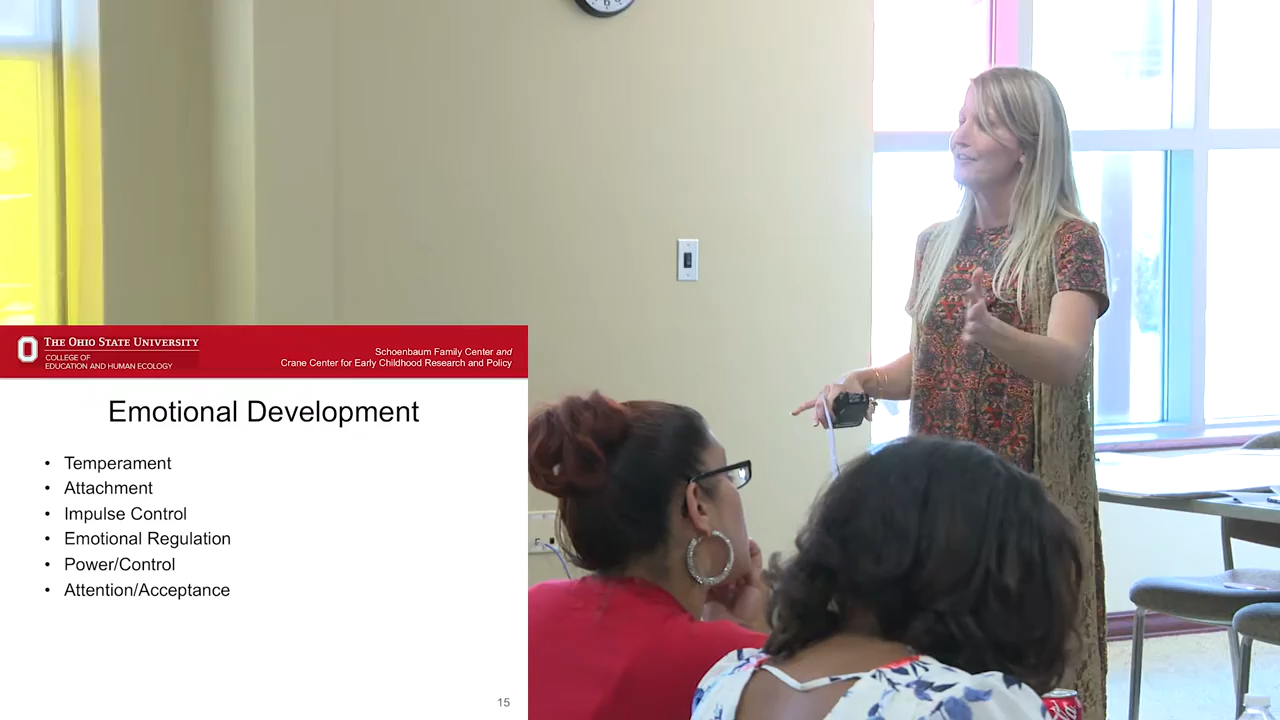 THE OHIO STATE UNIVERSITY
COLLEGE OF
EDUCATION AND HUMAN ECOLOGY
Schoenbaum Family Center and
Crane Center for Early Childhood Research and Policy
Emotional Development
• Temperament
• Attachment
• Impulse Control
• Emotional Regulation
• Power/Control
• Attention/Acceptance
15